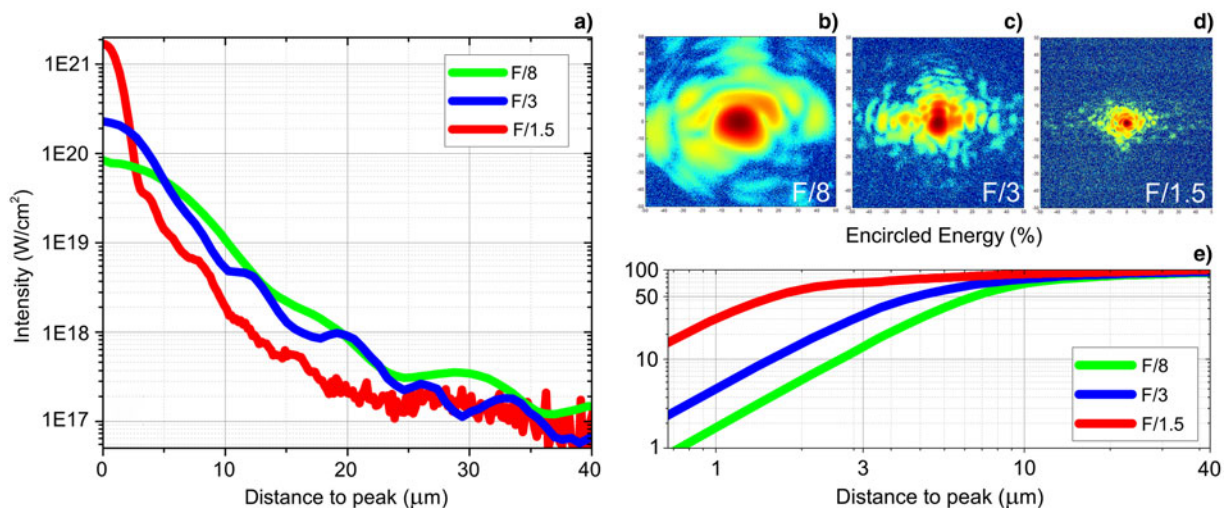 a)
1E21
1E20
1E19
1E18
1E17
Intensity (W/cm²)
F/8
F/3
F/1.5
0
10
20
30
40
Distance to peak (μm)
b)
F/8
c)
F/3
d)
F/1.5
Encircled Energy (%)
e)
100
50
10
1
F/8
F/3
F/1.5
1
3
10
40
Distance to peak (μm)